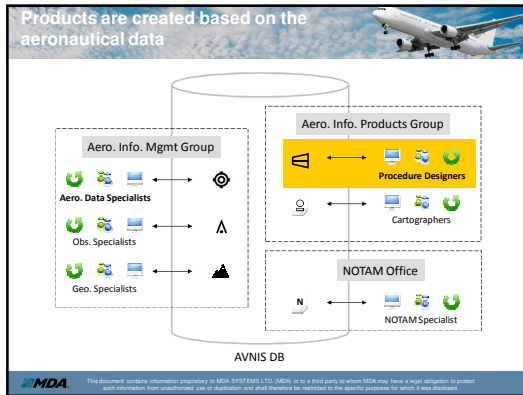 Products are created based on the
aeronautical data
Aero. Info. Mgmt Group
Aero. Data Specialists
Obs. Specialists
Geo. Specialists
Aero. Info. Products Group
Procedure Designers
Cartographers
NOTAM Office
N
NOTAM Specialist
AVNIS DB
MDA
This document contains information proprietary to MDA SYSTEMS LTD. (MDA) or to a third party to whom MDA may have a legal obligation to protect
such information from unauthorized use or duplication and shall therefore be restricted to the specific purposes for which it was disclosed.